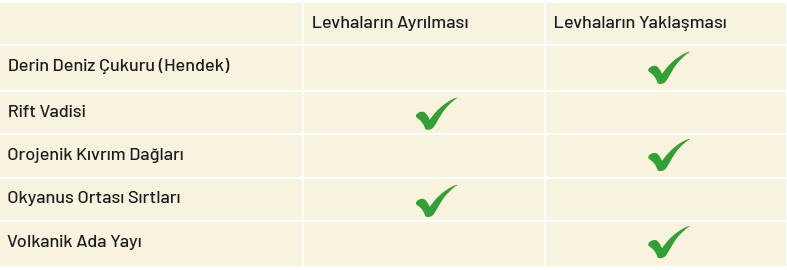 Levhaların Ayrılması
Levhaların Yaklaşması
Derin Deniz Çukuru (Hendek)
Rift Vadisi
Orojenik Kıvrım Dağları
Okyanus Ortası Sırtları
Volkanik Ada Yayı